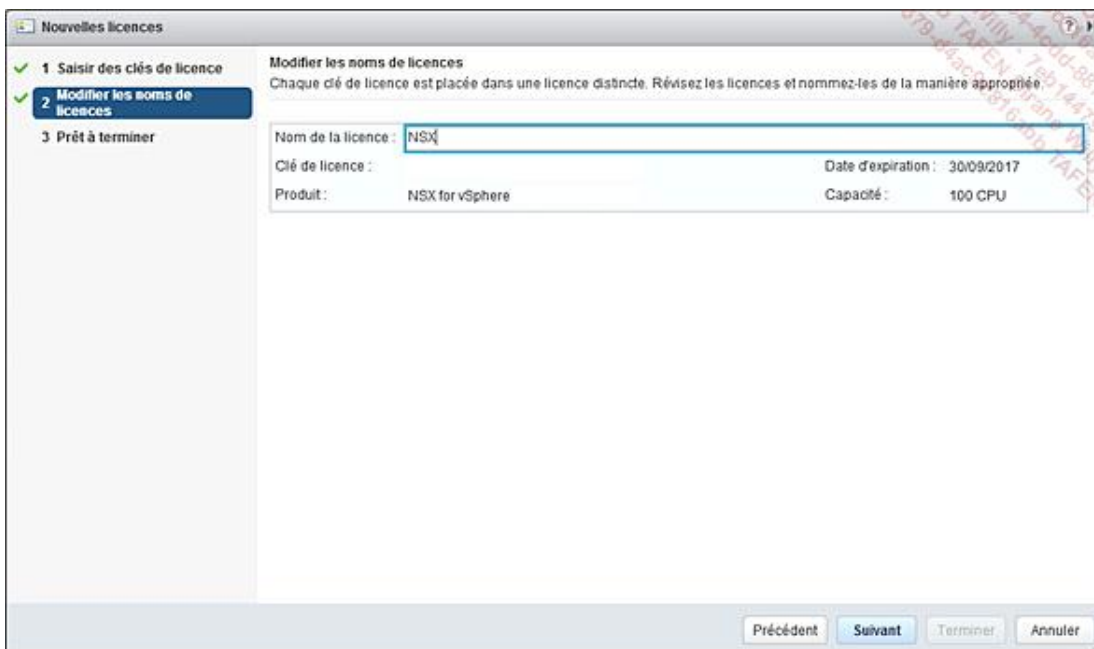 Nouvelles licences
1 Saisir des clés de licence
2 Modifier les noms de licences
3 Prêt à terminer
Modifier les noms de licences
Chaque clé de licence est placée dans une licence distincte. Révisez les licences et nommez-les de la manière appropriée.
Nom de la licence : NSX
Clé de licence :
Date d'expiration : 30/09/2017
Produit : NSX for vSphere
Capacité : 100 CPU
Précédent
Suivant
Terminer
Annuler